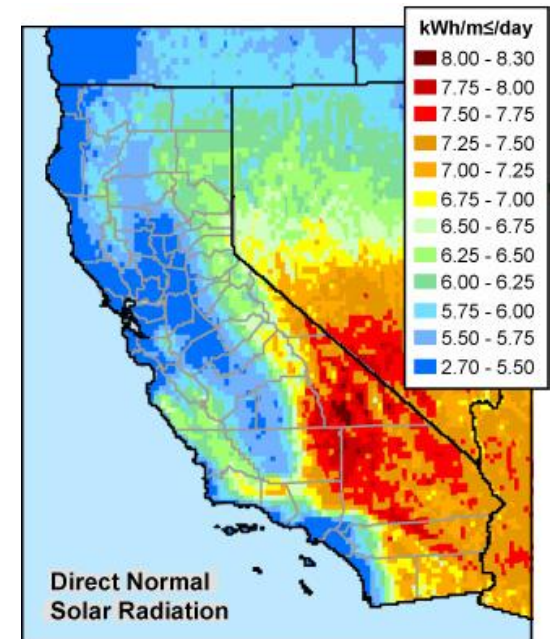 kWh/m≤/day
8.00 - 8.30
7.75 - 8.00
7.50 - 7.75
7.25 - 7.50
7.00 - 7.25
6.75 - 7.00
6.50 - 6.75
6.25 - 6.50
6.00 - 6.25
5.75 - 6.00
5.50 - 5.75
2.70 - 5.50
Direct Normal
Solar Radiation